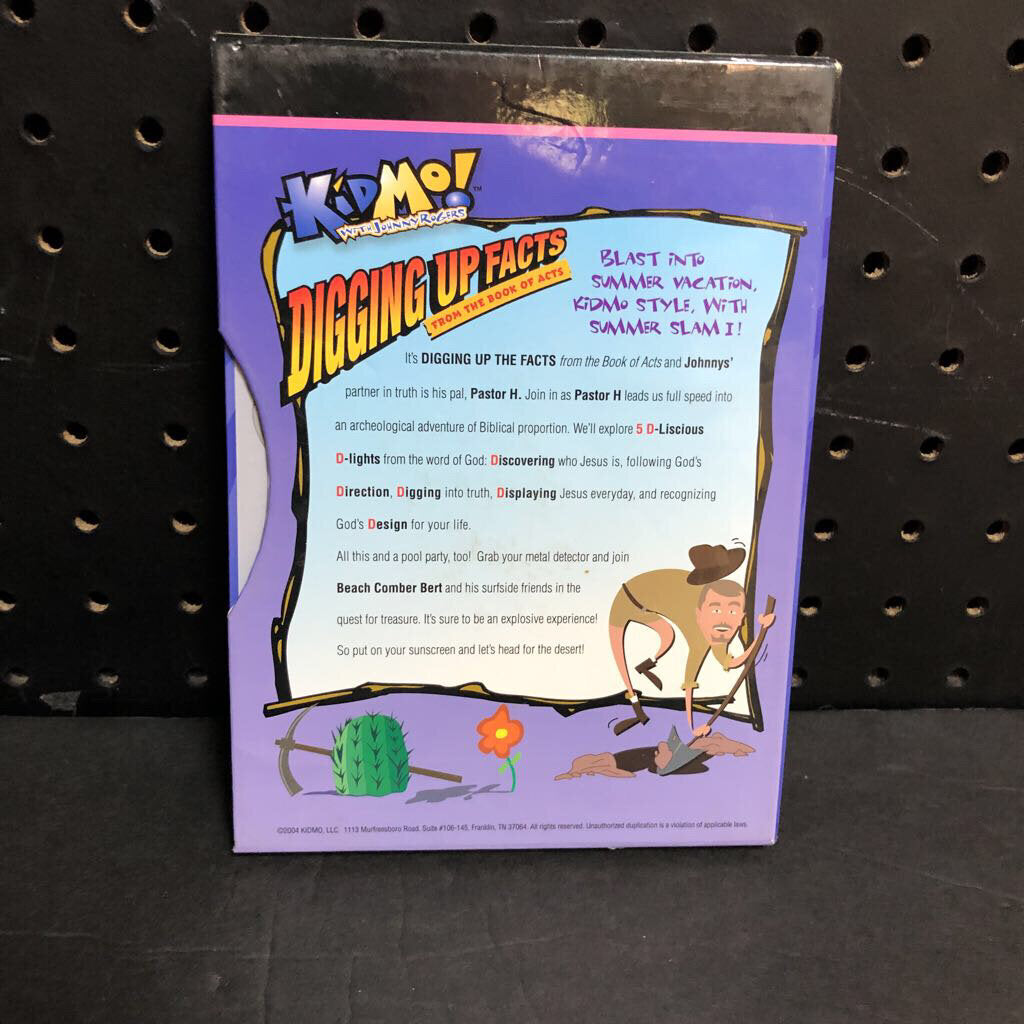 KiDMO!™
WITH JOHNNY ROGERS
DIGGING UP FACTS
FROM THE BOOK OF ACTS
BLAST iNTO
SUMMER VACATiON,
KiDMO STYLE, WiTH
SUMMER SLAM I!
It's DIGGING UP THE FACTS from the Book of Acts and Johnnys'
partner in truth is his pal, Pastor H. Join in as Pastor H leads us full speed into
an archeological adventure of Biblical proportion. We'll explore 5 D-Liscious
D-lights from the word of God: Discovering who Jesus is, following God's
Direction, Digging into truth, Displaying Jesus everyday, and recognizing
God's Design for your life.
All this and a pool party, too! Grab your metal detector and join
Beach Comber Bert and his surfside friends in the
quest for treasure. It's sure to be an explosive experience!
So put on your sunscreen and let's head for the desert!
©2004 KiDMO, LLC 1113 Murfreesboro Road, Suite #106-145, Franklin, TN 37064. All rights reserved. Unauthorized duplication is a violation of applicable laws.